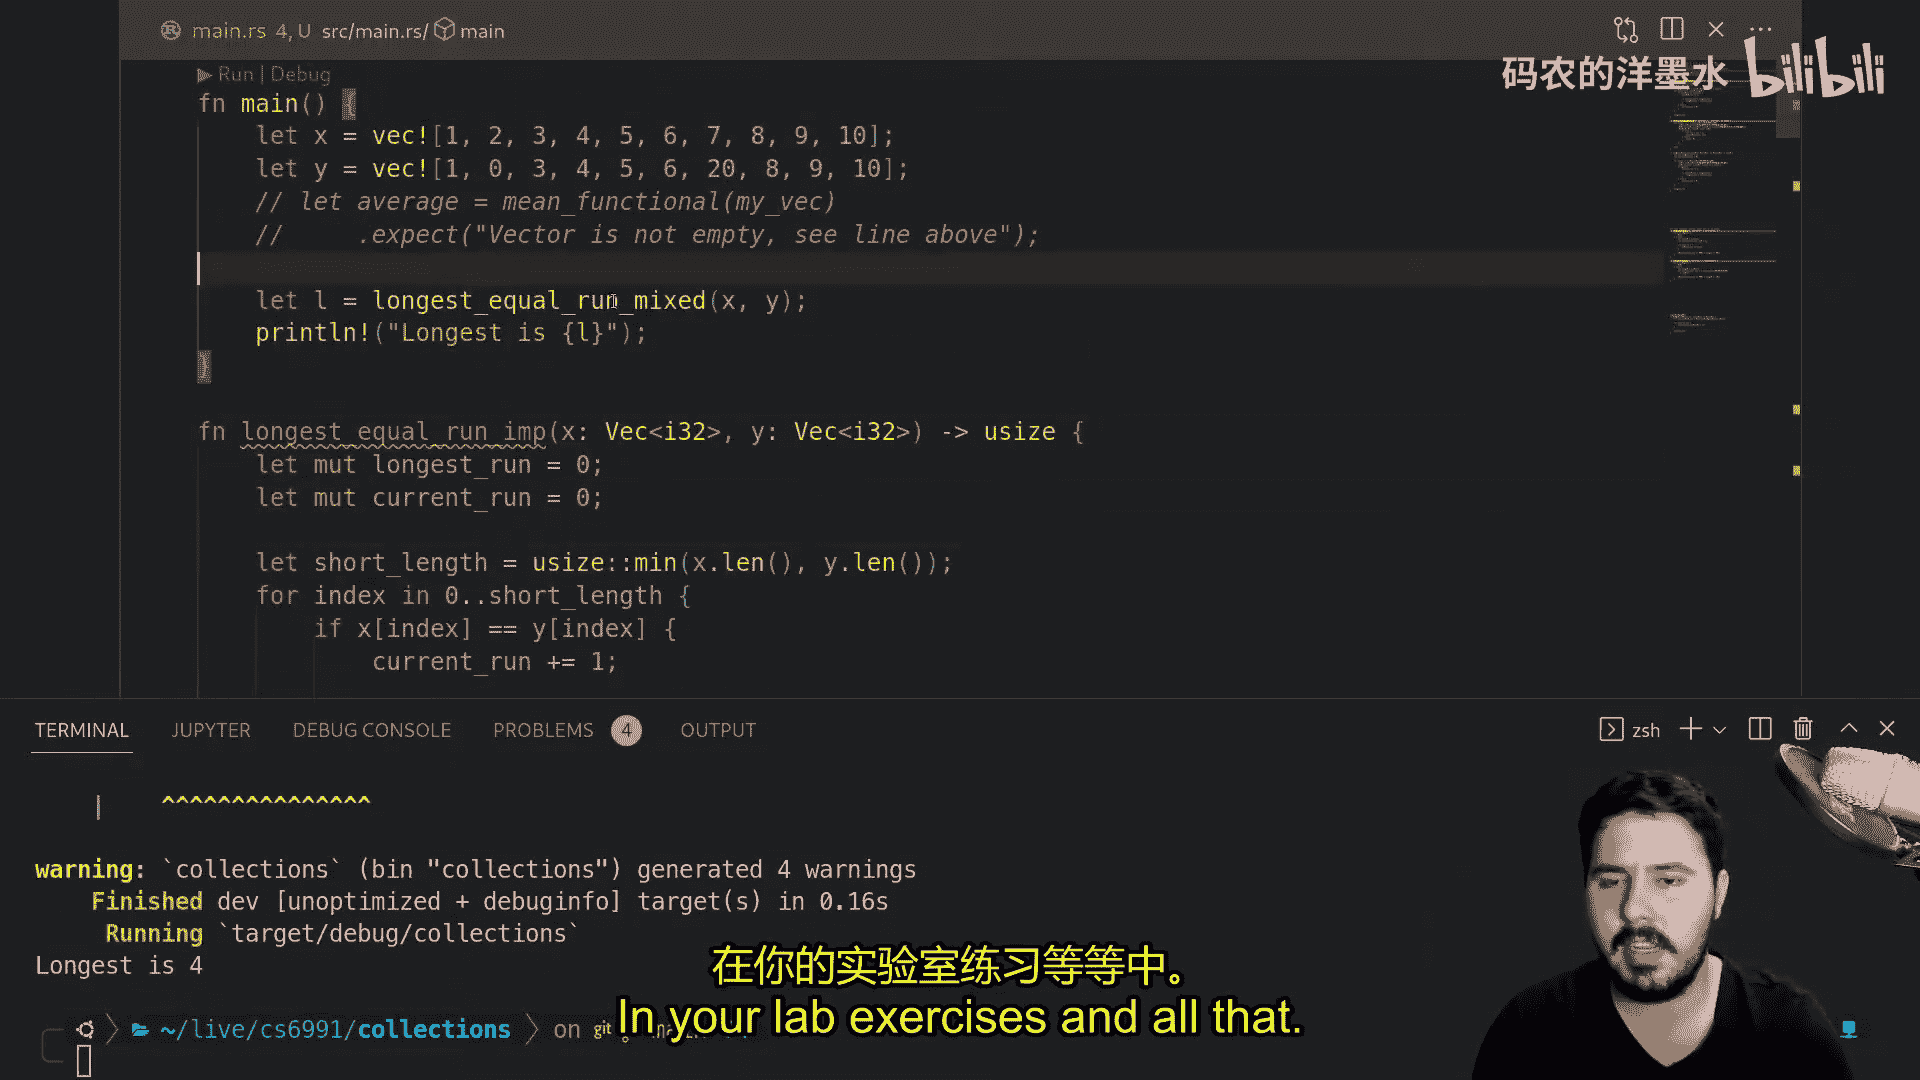 main.rs 4, U src/main.rs/ main
码农的洋墨水 bilibili
Run | Debug
fn main() {
let x = vec![1, 2, 3, 4, 5, 6, 7, 8, 9, 10];
let y = vec![1, 0, 3, 4, 5, 6, 20, 8, 9, 10];
// let average = mean_functional(my_vec)
//     .expect("Vector is not empty, see line above");
let l = longest_equal_run_mixed(x, y);
println!("Longest is {l}");
}
fn longest_equal_run_imp(x: Vec<i32>, y: Vec<i32>) -> usize {
let mut longest_run = 0;
let mut current_run = 0;
let short_length = usize::min(x.len(), y.len());
for index in 0..short_length {
if x[index] == y[index] {
current_run += 1;
TERMINAL JUPYTER DEBUG CONSOLE PROBLEMS 4 OUTPUT zsh
| ^^^^^^^^^^^^^^^
warning: `collections` (bin "collections") generated 4 warnings
Finished dev [unoptimized + debuginfo] target(s) in 0.16s
Running `target/debug/collections`
Longest is 4
在你的实验室练习等等中。
~/live/cs6991/collections on git
In your lab exercises and all that.